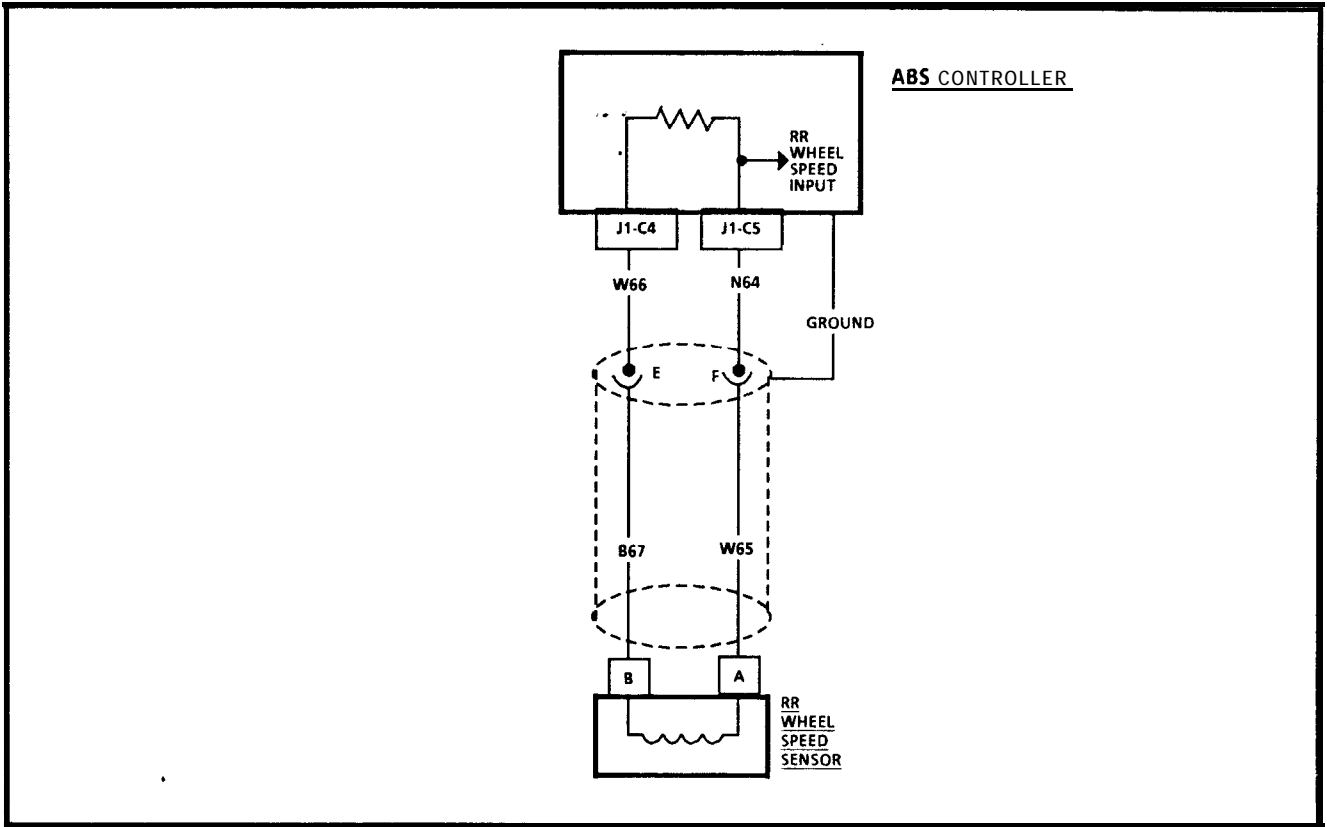 ABS CONTROLLER
RR
WHEEL
SPEED
INPUT
J1-C4 J1-C5
W66 N64
GROUND
E F
B67 W65
B A
RR
WHEEL
SPEED
SENSOR